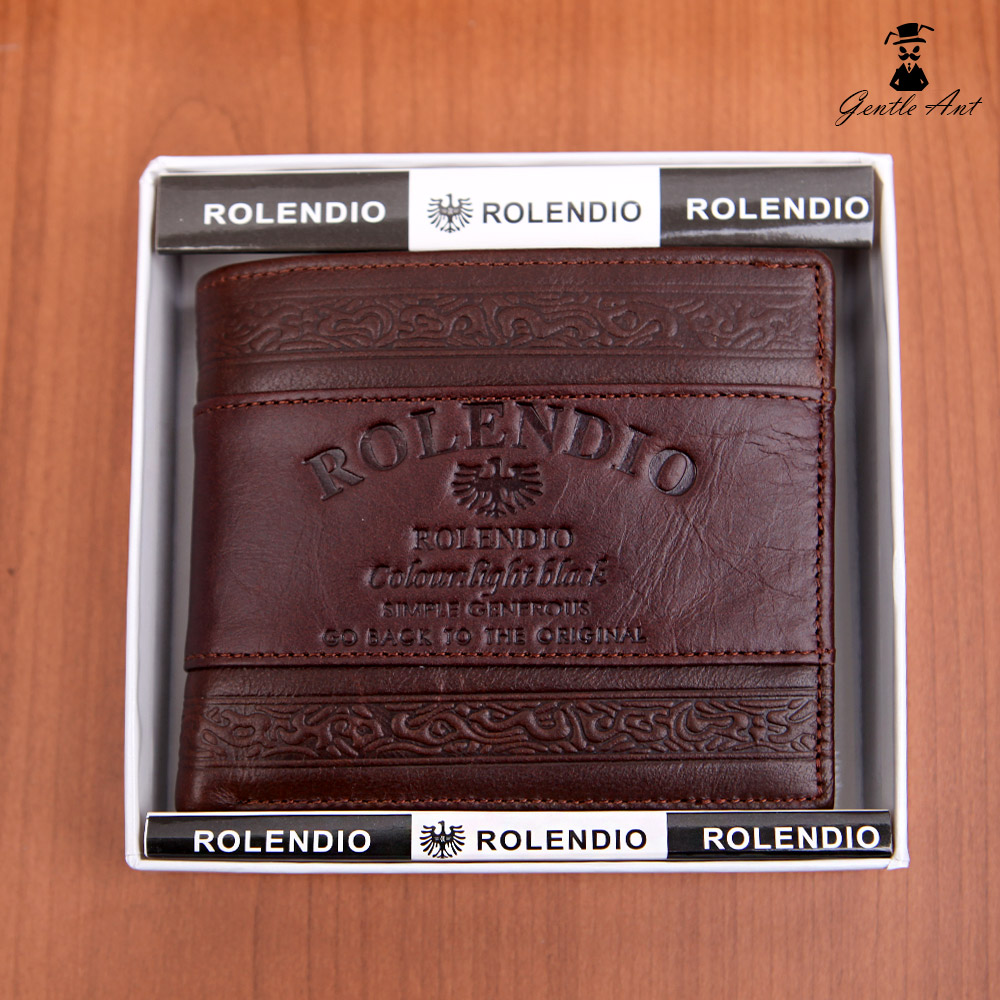 Gentle Ant
ROLENDIO ROLENDIO ROLENDIO
ROLENDIO
ROLENDIO
Colour:light black
SIMPLE GENEROUS
GO BACK TO THE ORIGINAL
ROLENDIO ROLENDIO ROLENDIO